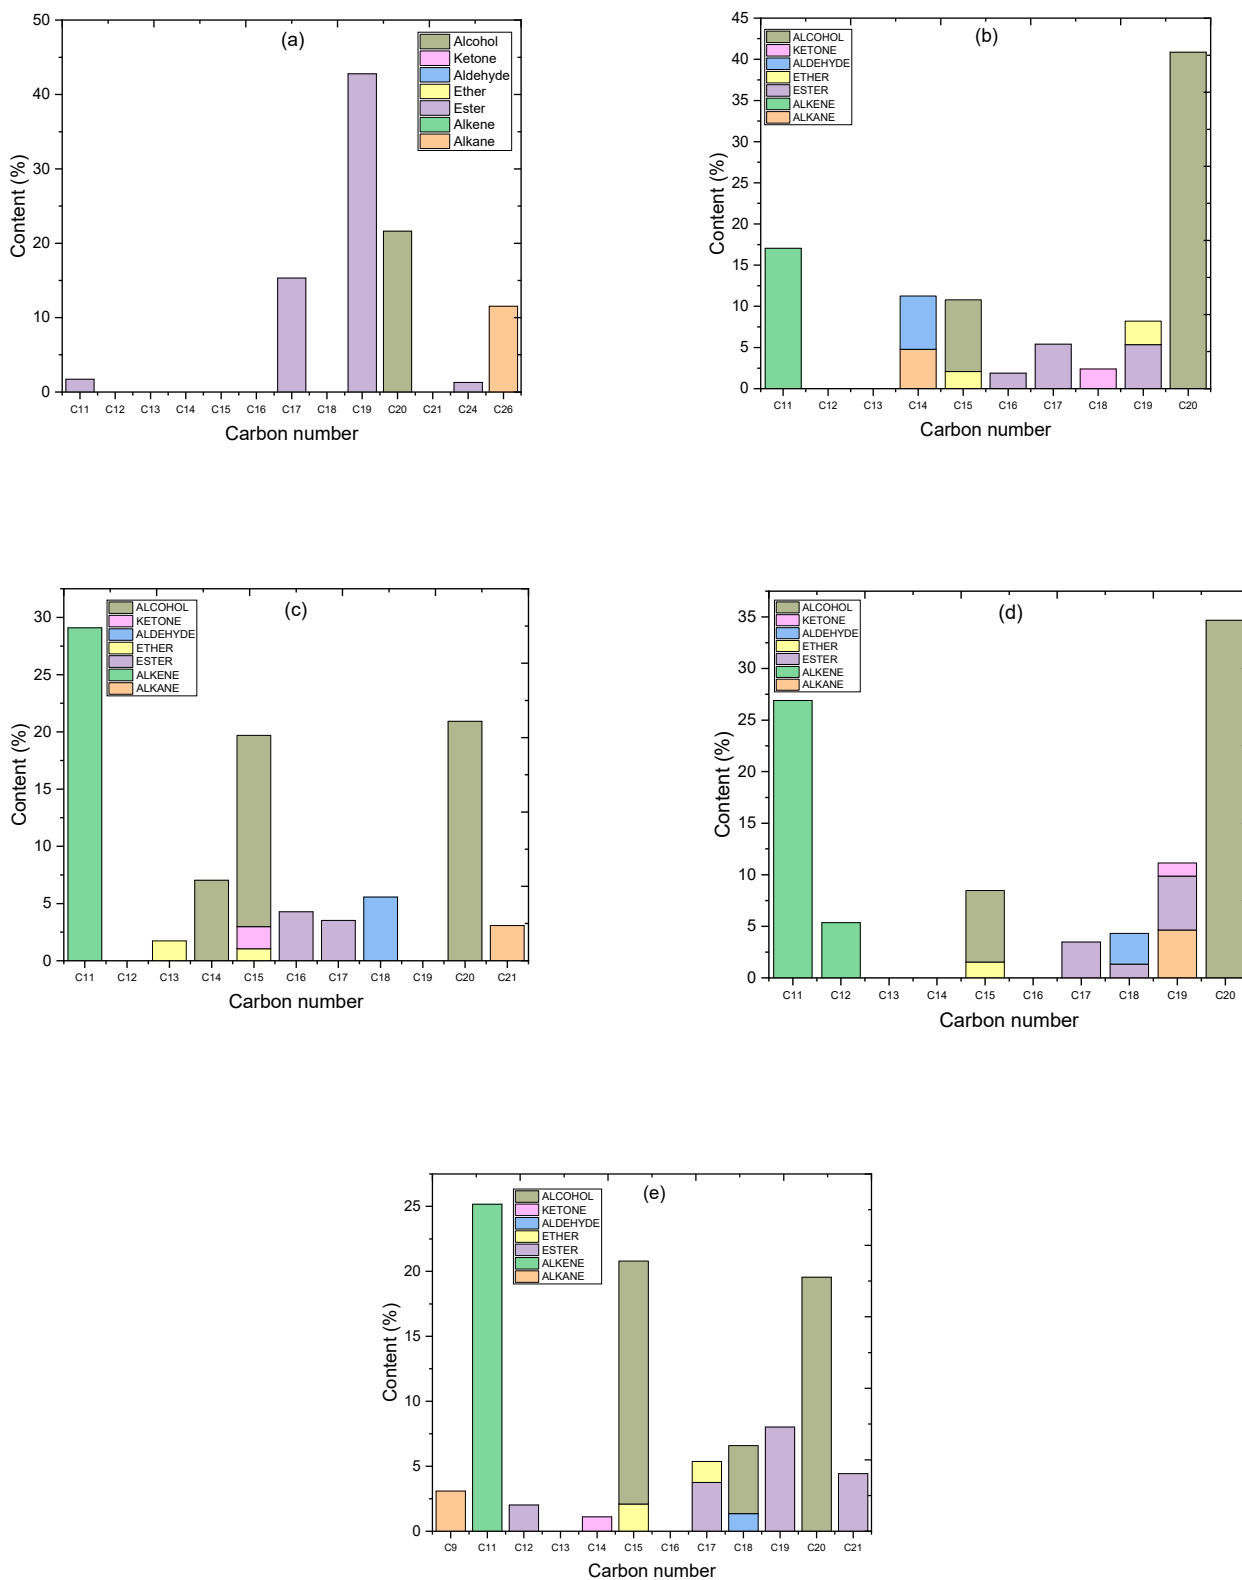 (a)
Alcohol
Ketone
Aldehyde
Ether
Ester
Alkene
Alkane
50
40
30
20
10
0
Content (%)
C11 C12 C13 C14 C15 C16 C17 C18 C19 C20 C21 C24 C26
Carbon number
(b)
ALCOHOL
KETONE
ALDEHYDE
ETHER
ESTER
ALKENE
ALKANE
45
40
35
30
25
20
15
10
5
0
Content (%)
C11 C12 C13 C14 C15 C16 C17 C18 C19 C20
Carbon number
(c)
ALCOHOL
KETONE
ALDEHYDE
ETHER
ESTER
ALKENE
ALKANE
30
25
20
15
10
5
0
Content (%)
C11 C12 C13 C14 C15 C16 C17 C18 C19 C20 C21
Carbon number
(d)
ALCOHOL
KETONE
ALDEHYDE
ETHER
ESTER
ALKENE
ALKANE
35
30
25
20
15
10
5
0
Content (%)
C11 C12 C13 C14 C15 C16 C17 C18 C19 C20
Carbon number
(e)
ALCOHOL
KETONE
ALDEHYDE
ETHER
ESTER
ALKENE
ALKANE
25
20
15
10
5
0
Content (%)
C9 C11 C12 C13 C14 C15 C16 C17 C18 C19 C20 C21
Carbon number